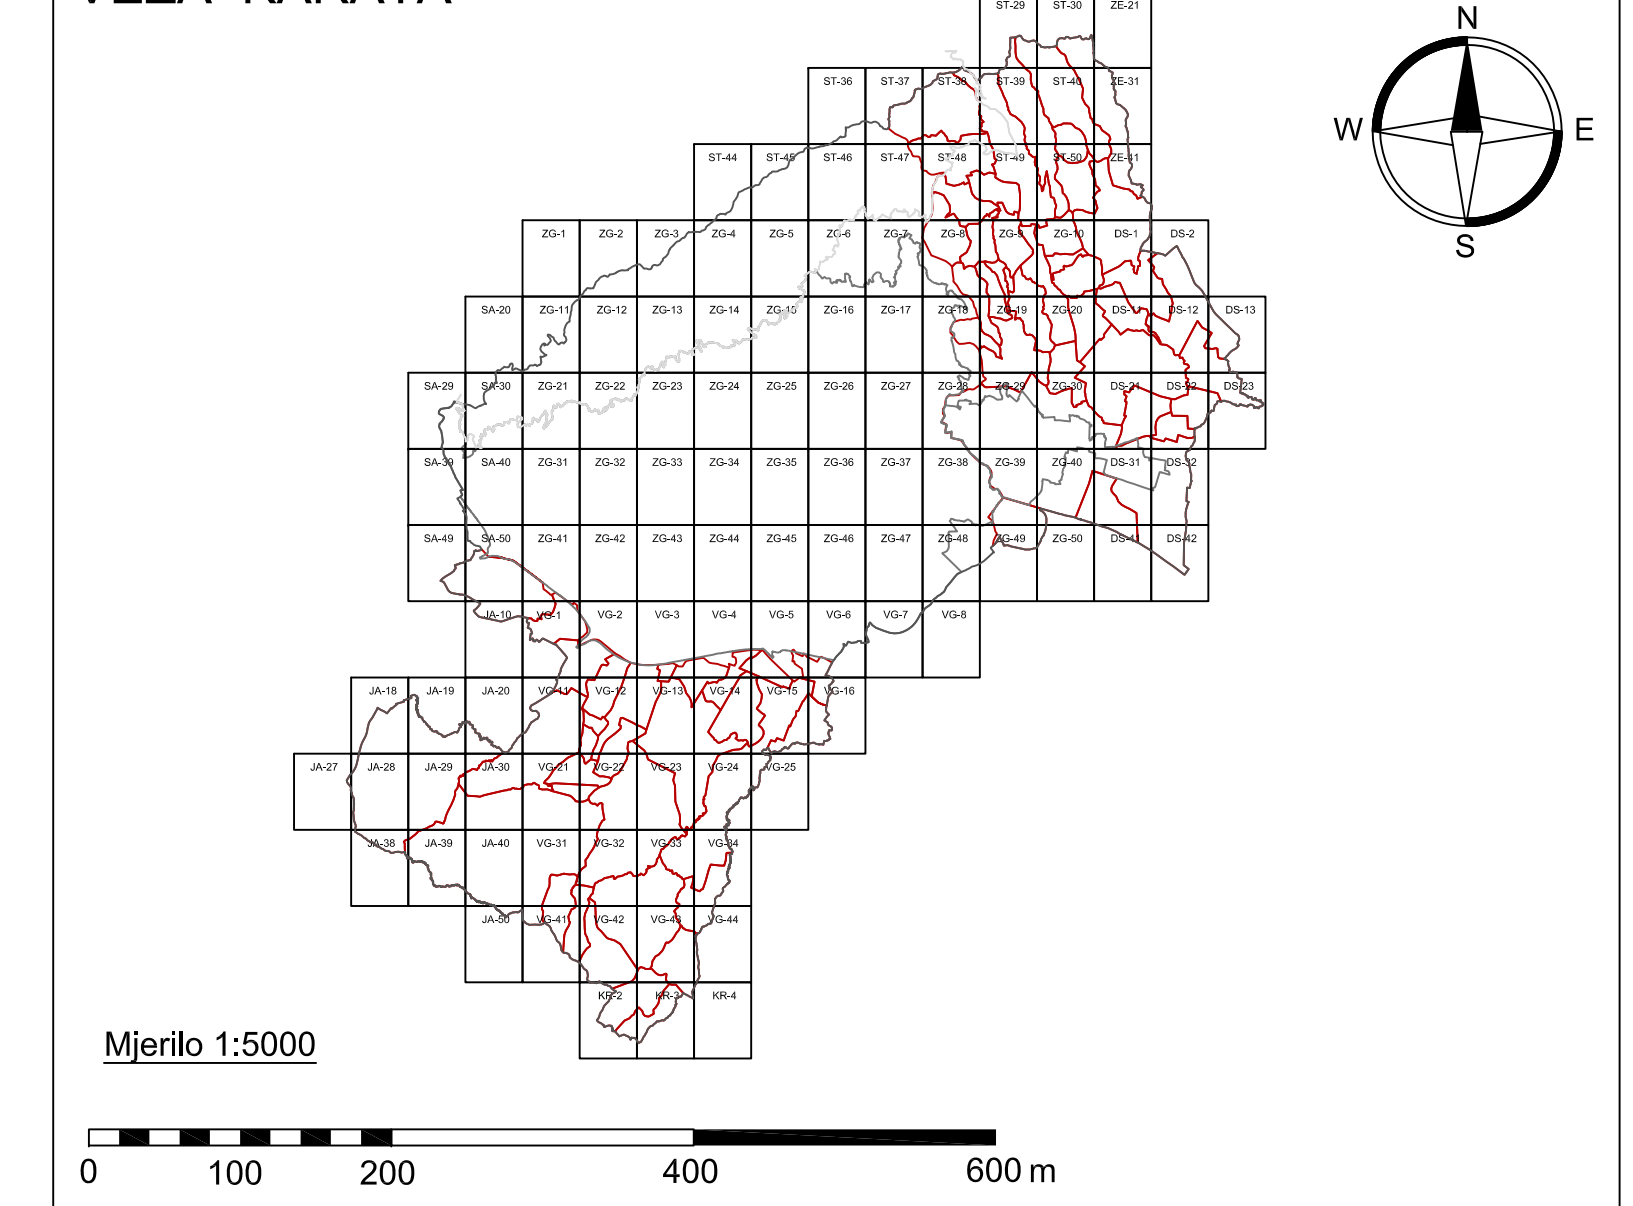 VEZA KARATA
ST-29 ST-30 ZE-21
N
ST-36 ST-37 ST-38 ST-39 ST-40 ZE-31
W E
ST-44 ST-45 ST-46 ST-47 ST-48 ST-49 ST-50 ZE-41
S
ZG-1 ZG-2 ZG-3 ZG-4 ZG-5 ZG-6 ZG-7 ZG-8 ZG-9 ZG-10 DS-1 DS-2
SA-20 ZG-11 ZG-12 ZG-13 ZG-14 ZG-15 ZG-16 ZG-17 ZG-18 ZG-19 ZG-20 DS-11 DS-12 DS-13
SA-29 SA-30 ZG-21 ZG-22 ZG-23 ZG-24 ZG-25 ZG-26 ZG-27 ZG-28 ZG-29 ZG-30 DS-21 DS-22 DS-23
SA-39 SA-40 ZG-31 ZG-32 ZG-33 ZG-34 ZG-35 ZG-36 ZG-37 ZG-38 ZG-39 ZG-40 DS-31 DS-32
SA-49 SA-50 ZG-41 ZG-42 ZG-43 ZG-44 ZG-45 ZG-46 ZG-47 ZG-48 ZG-49 ZG-50 DS-41 DS-42
JA-10 VG-1 VG-2 VG-3 VG-4 VG-5 VG-6 VG-7 VG-8
JA-18 JA-19 JA-20 VG-11 VG-12 VG-13 VG-14 VG-15 VG-16
JA-27 JA-28 JA-29 JA-30 VG-21 VG-22 VG-23 VG-24 VG-25
JA-38 JA-39 JA-40 VG-31 VG-32 VG-33 VG-34
JA-50 VG-41 VG-42 VG-43 VG-44
KR-2 KR-3 KR-4
Mjerilo 1:5000
0 100 200 400 600 m